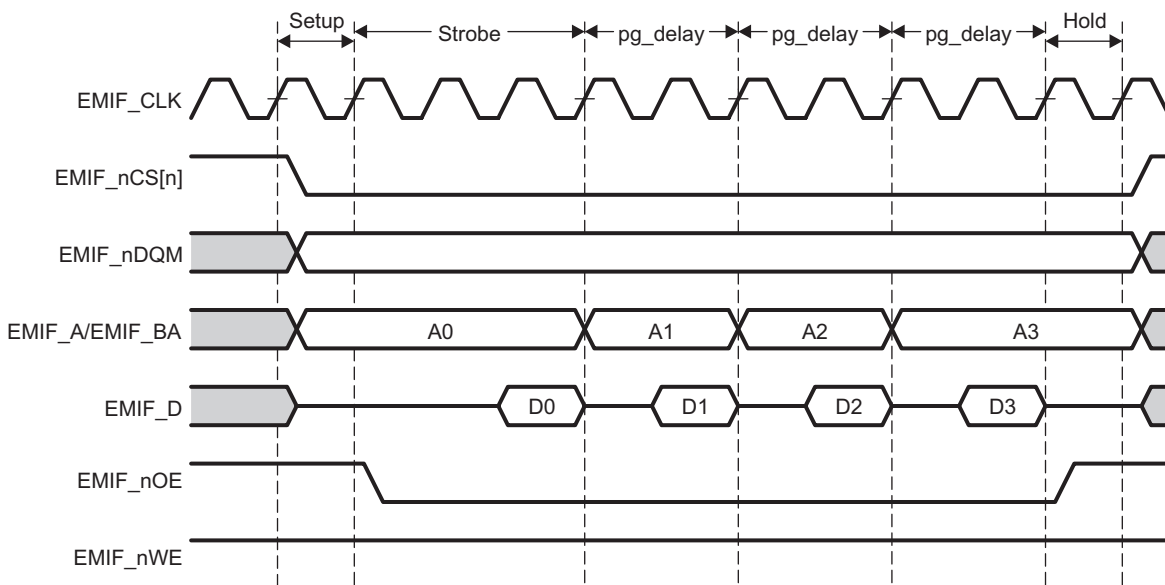 Setup
Strobe
pg_delay
pg_delay
pg_delay
Hold
EMIF_CLK
EMIF_nCS[n]
EMIF_nDQM
EMIF_A/EMIF_BA
A0
A1
A2
A3
EMIF_D
D0
D1
D2
D3
EMIF_nOE
EMIF_nWE